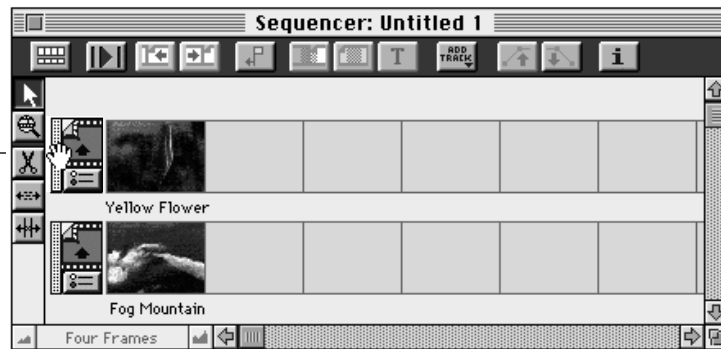 Sequencer: Untitled 1
T
ADD
TRACK
i
Yellow Flower
Fog Mountain
Four Frames